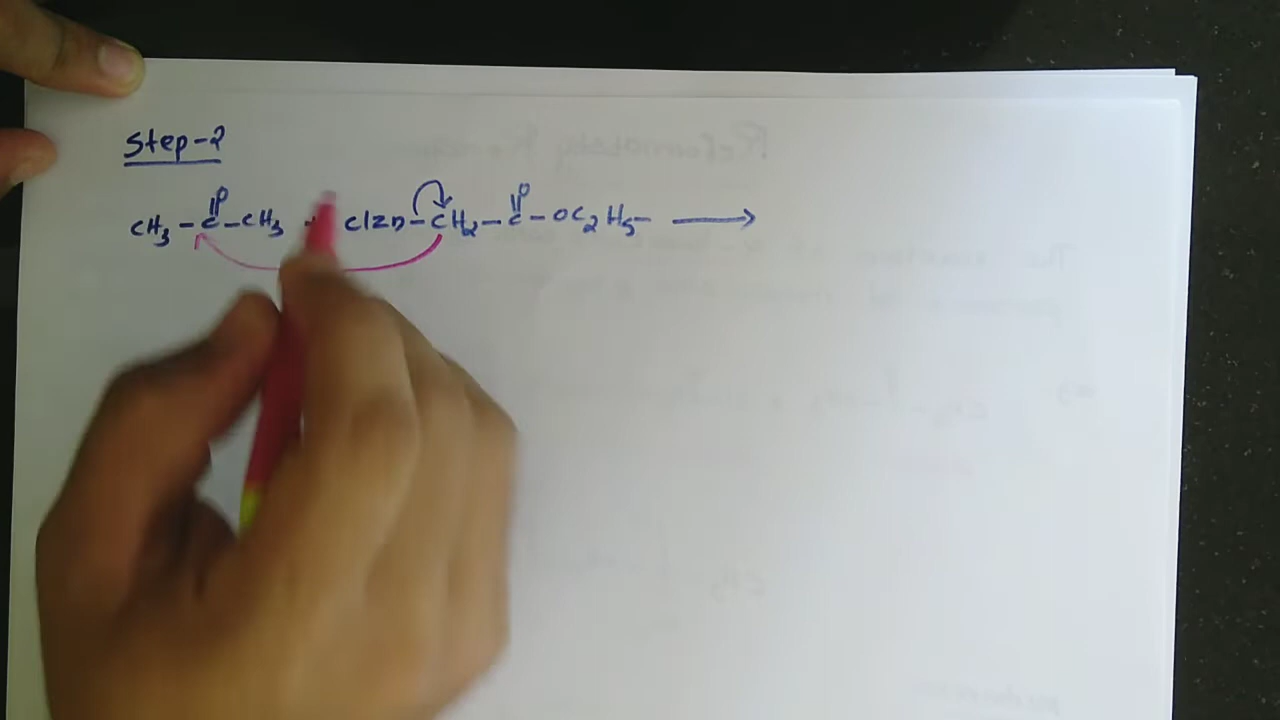 Step-2
O O
CH3 - C - CH3 + ClZn - CH2 - C - OC2H5 - ⟶